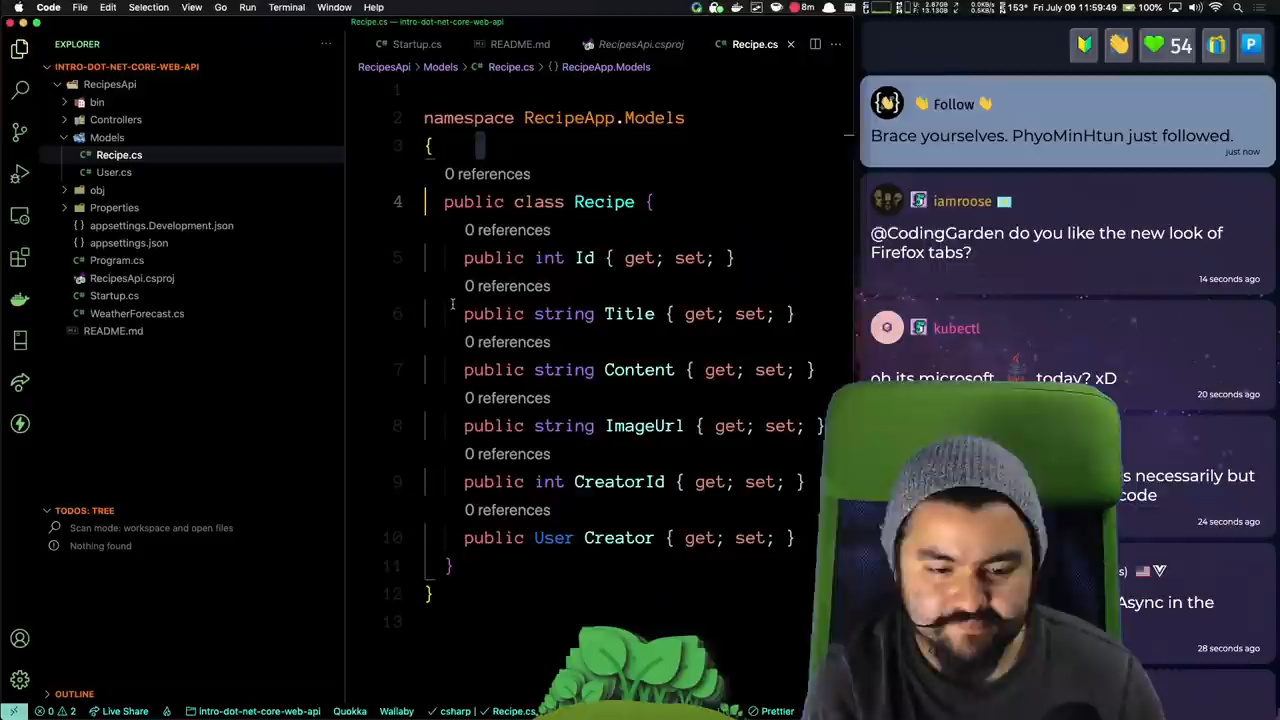 Code File Edit Selection View Go Run Terminal Window Help
8m
153° Fri July 09 11:59:49 100%
Recipe.cs — intro-dot-net-core-web-api
EXPLORER
Startup.cs README.md RecipesApi.csproj Recipe.cs
INTRO-DOT-NET-CORE-WEB-API
RecipesApi
bin
Controllers
Models
Recipe.cs
User.cs
obj
Properties
appsettings.Development.json
appsettings.json
Program.cs
RecipesApi.csproj
Startup.cs
WeatherForecast.cs
README.md
TODOS: TREE
Scan mode: workspace and open files
Nothing found
OUTLINE
RecipesApi > Models > Recipe.cs > {} RecipeApp.Models
1
2 namespace RecipeApp.Models
3 {
0 references
4 public class Recipe {
0 references
5 public int Id { get; set; }
0 references
6 public string Title { get; set; }
0 references
7 public string Content { get; set; }
0 references
8 public string ImageUrl { get; set; }
0 references
9 public int CreatorId { get; set; }
0 references
10 public User Creator { get; set; }
11 }
12 }
13
54
Follow
Brace yourselves. PhyoMinHtun just followed.
just now
iamroose
@CodingGarden do you like the new look of
Firefox tabs?
14 seconds ago
kubectl
oh its microsoft today? xD
20 seconds ago
s necessarily but
code
24 seconds ago
s)
Async in the
28 seconds ago
0 2 Live Share intro-dot-net-core-web-api Quokka Wallaby csharp | Recipe.cs Prettier